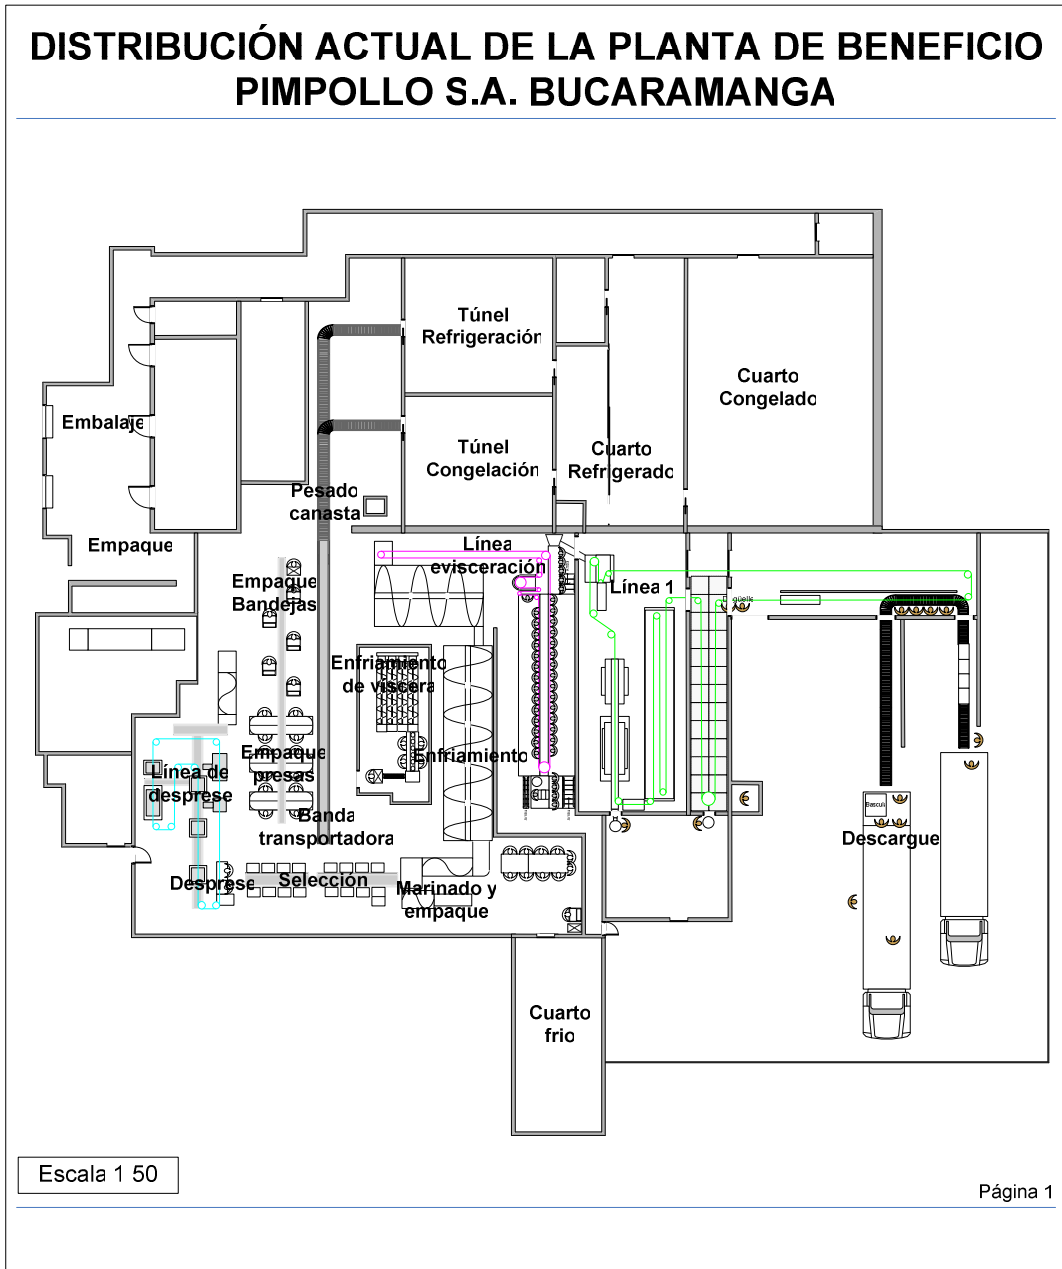 DISTRIBUCIÓN ACTUAL DE LA PLANTA DE BENEFICIO
PIMPOLLO S.A. BUCARAMANGA
Túnel
Refrigeración
Cuarto
Congelado
Embalaje
Túnel
Congelación
Cuarto
Refrigerado
Pesado
canasta
Empaque
Línea
evisceración
Empaque
Bandejas
Línea 1
Enfriamiento
de víscera
Empaque
presas
Enfriamiento
Línea de
desprese
Bascula
Banda
transportadora
Descargue
Desprese
Selección
Marinado y
empaque
Cuarto
frio
Escala 1 50
Página 1